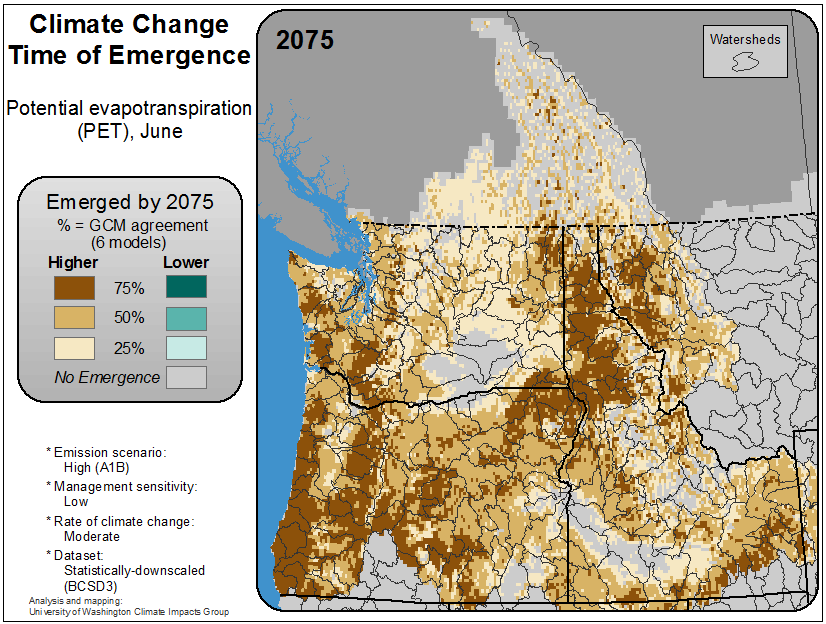 Climate Change
Time of Emergence
Potential evapotranspiration
(PET), June
Emerged by 2075
% = GCM agreement
(6 models)
Higher Lower
75%
50%
25%
No Emergence
* Emission scenario:
High (A1B)
* Management sensitivity:
Low
* Rate of climate change:
Moderate
* Dataset:
Statistically-downscaled
(BCSD3)
Analysis and mapping:
University of Washington Climate Impacts Group
2075
Watersheds